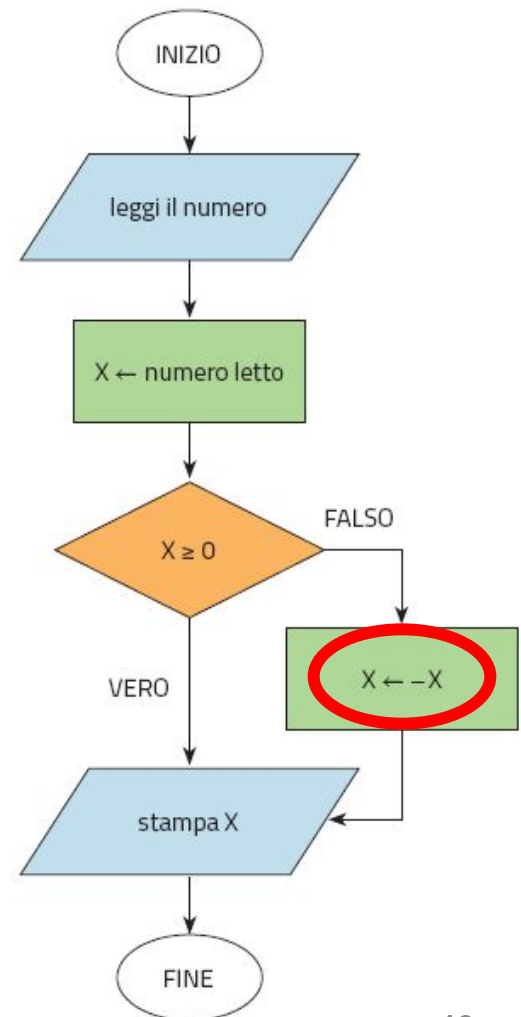 INIZIO
leggi il numero
X ← numero letto
X ≥ 0
FALSO
VERO
X ← –X
stampa X
FINE